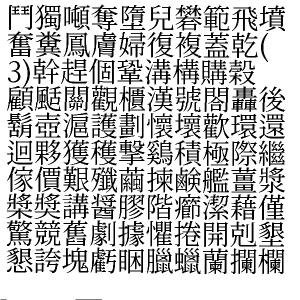 鬥獨噸奪墮兒礬範飛墳
奮糞鳳膚婦復複蓋乾(
3)幹趕個鞏溝構購穀
顧颳關觀櫃漢號閤轟後
鬍壺滬護劃懷壞歡環還
迴夥獲穫擊鷄積極際繼
傢價艱殲繭揀鹸艦薑漿
槳獎講醤膠階癤潔藉僅
驚競舊劇據懼捲開剋墾
懇誇塊虧睏臘蠟蘭攔欄